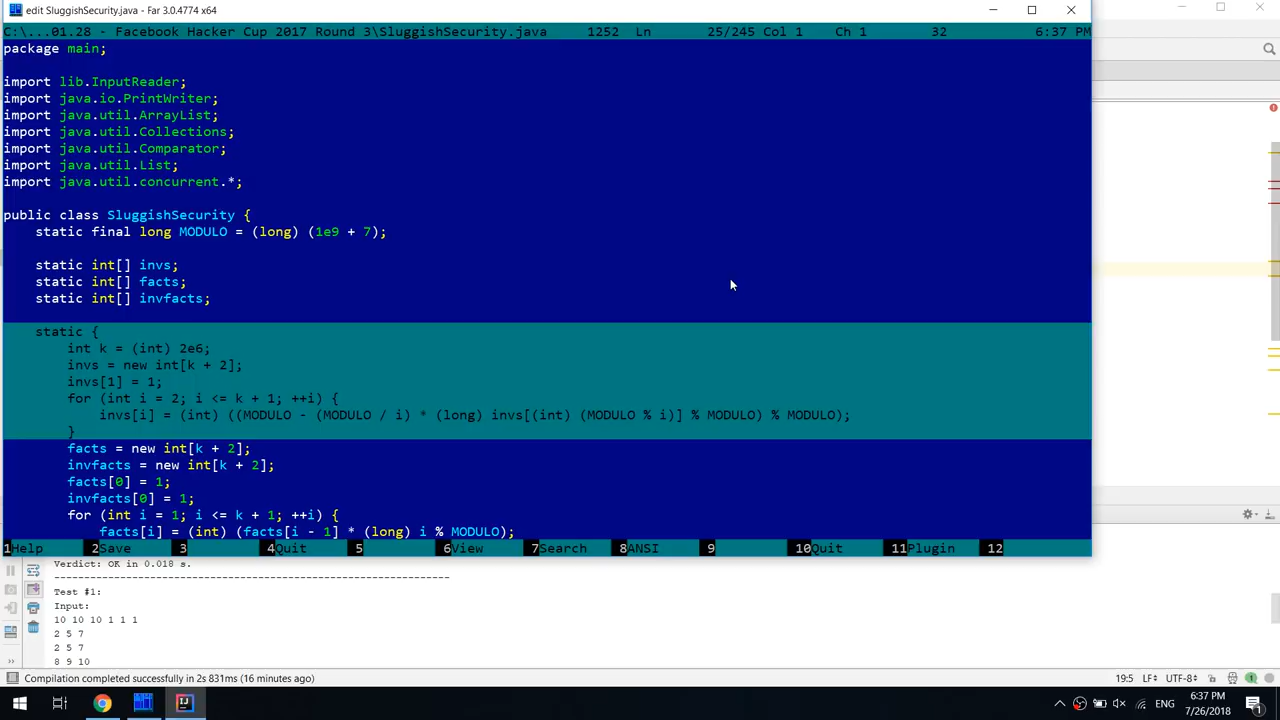 edit SluggishSecurity.java - Far 3.0.4774 x64
C:\...01.28 - Facebook Hacker Cup 2017 Round 3\SluggishSecurity.java 1252 Ln 25/245 Col 1 Ch 1 32 6:37 PM
package main;
import lib.InputReader;
import java.io.PrintWriter;
import java.util.ArrayList;
import java.util.Collections;
import java.util.Comparator;
import java.util.List;
import java.util.concurrent.*;
public class SluggishSecurity {
static final long MODULO = (long) (1e9 + 7);
static int[] invs;
static int[] facts;
static int[] invfacts;
static {
int k = (int) 2e6;
invs = new int[k + 2];
invs[1] = 1;
for (int i = 2; i <= k + 1; ++i) {
invs[i] = (int) ((MODULO - (MODULO / i) * (long) invs[(int) (MODULO % i)] % MODULO) % MODULO);
}
facts = new int[k + 2];
invfacts = new int[k + 2];
facts[0] = 1;
invfacts[0] = 1;
for (int i = 1; i <= k + 1; ++i) {
facts[i] = (int) (facts[i - 1] * (long) i % MODULO);
1Help 2Save 3 4Quit 5 6View 7Search 8ANSI 9 10Quit 11Plugin 12
Verdict: OK in 0.018 s.
------------------------------------------------------------------
Test #1:
Input:
10 10 10 1 1 1
2 5 7
2 5 7
8 9 10
Compilation completed successfully in 2s 831ms (16 minutes ago) 19:5 LF UTF-8
ENG 6:37 PM
7/26/2018